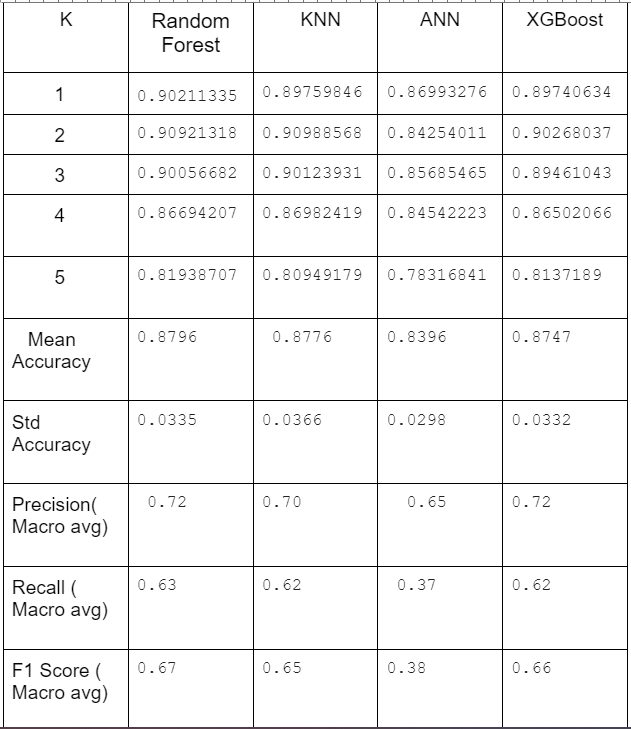 K Random Forest KNN ANN XGBoost
1 0.90211335 0.89759846 0.86993276 0.89740634
2 0.90921318 0.90988568 0.84254011 0.90268037
3 0.90056682 0.90123931 0.85685465 0.89461043
4 0.86694207 0.86982419 0.84542223 0.86502066
5 0.81938707 0.80949179 0.78316841 0.8137189
Mean Accuracy 0.8796 0.8776 0.8396 0.8747
Std Accuracy 0.0335 0.0366 0.0298 0.0332
Precision( Macro avg) 0.72 0.70 0.65 0.72
Recall ( Macro avg) 0.63 0.62 0.37 0.62
F1 Score ( Macro avg) 0.67 0.65 0.38 0.66